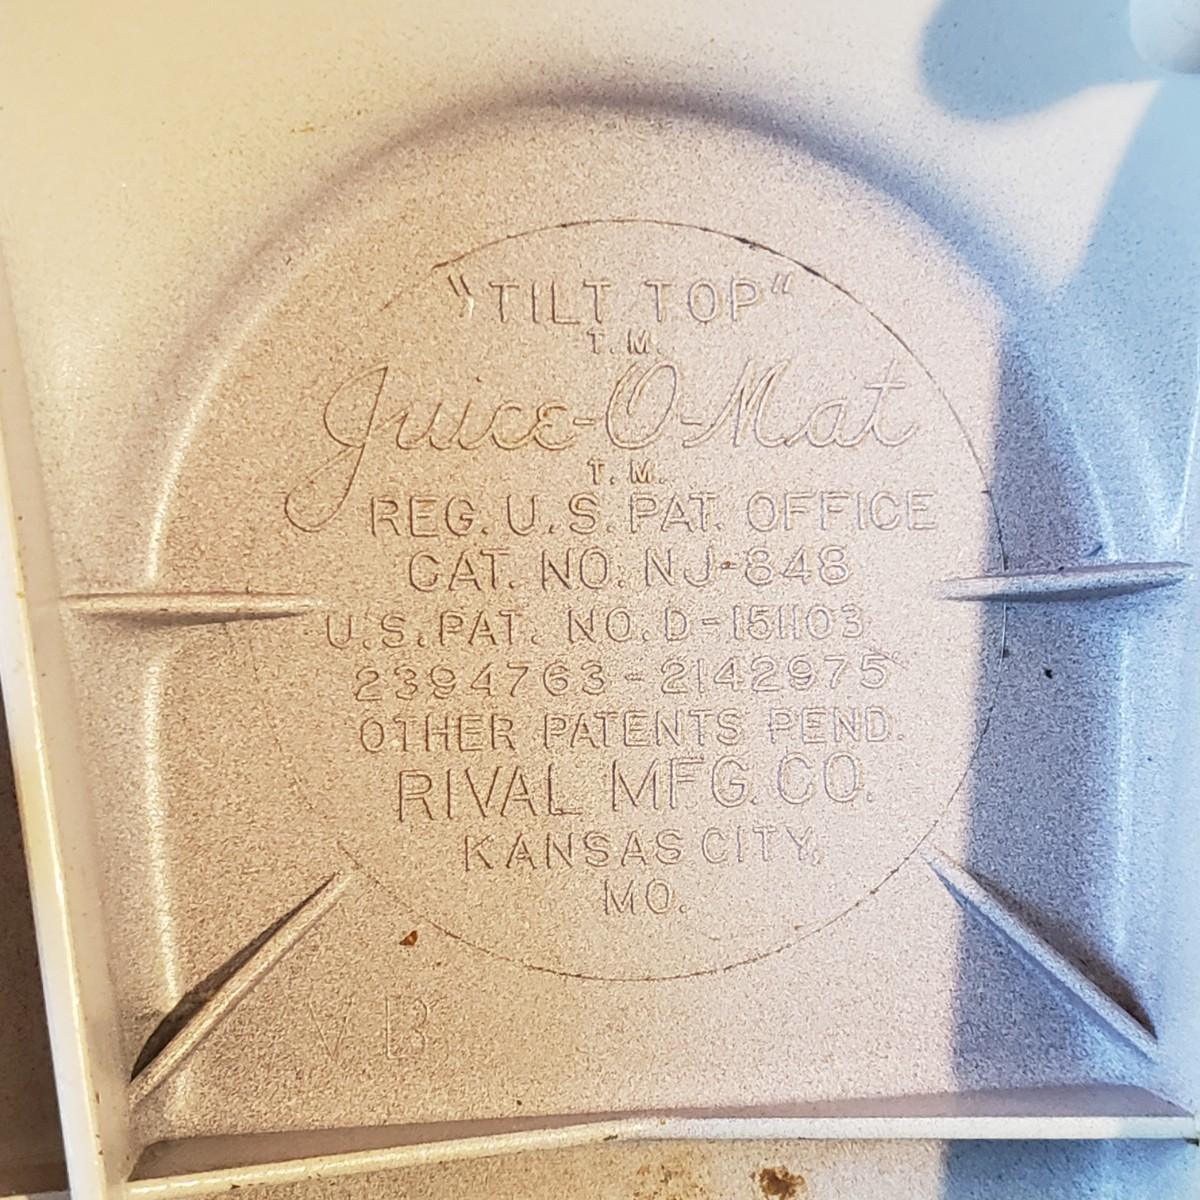 "TILT TOP"
T.M.
Juice-O-Mat
T.M.
REG. U.S. PAT. OFFICE
CAT. NO. NJ-848
U.S. PAT. NO. D-151103
2394763-2142975
OTHER PATENTS PEND.
RIVAL MFG. CO.
KANSAS CITY,
MO.
V B